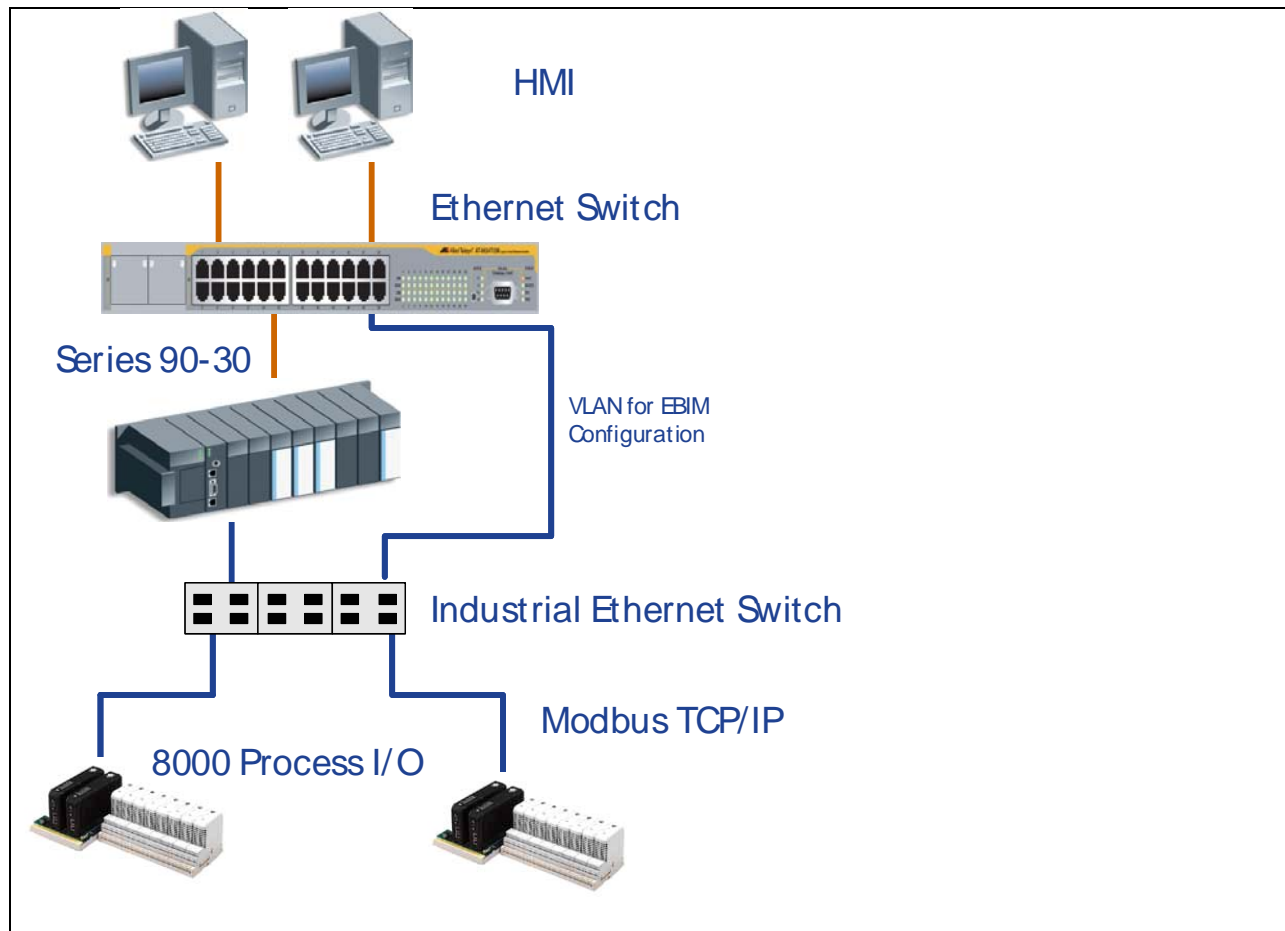 HMI
Ethernet Switch
Series 90-30
VLAN for EBIM
Configuration
Industrial Ethernet Switch
Modbus TCP/IP
8000 Process I/O